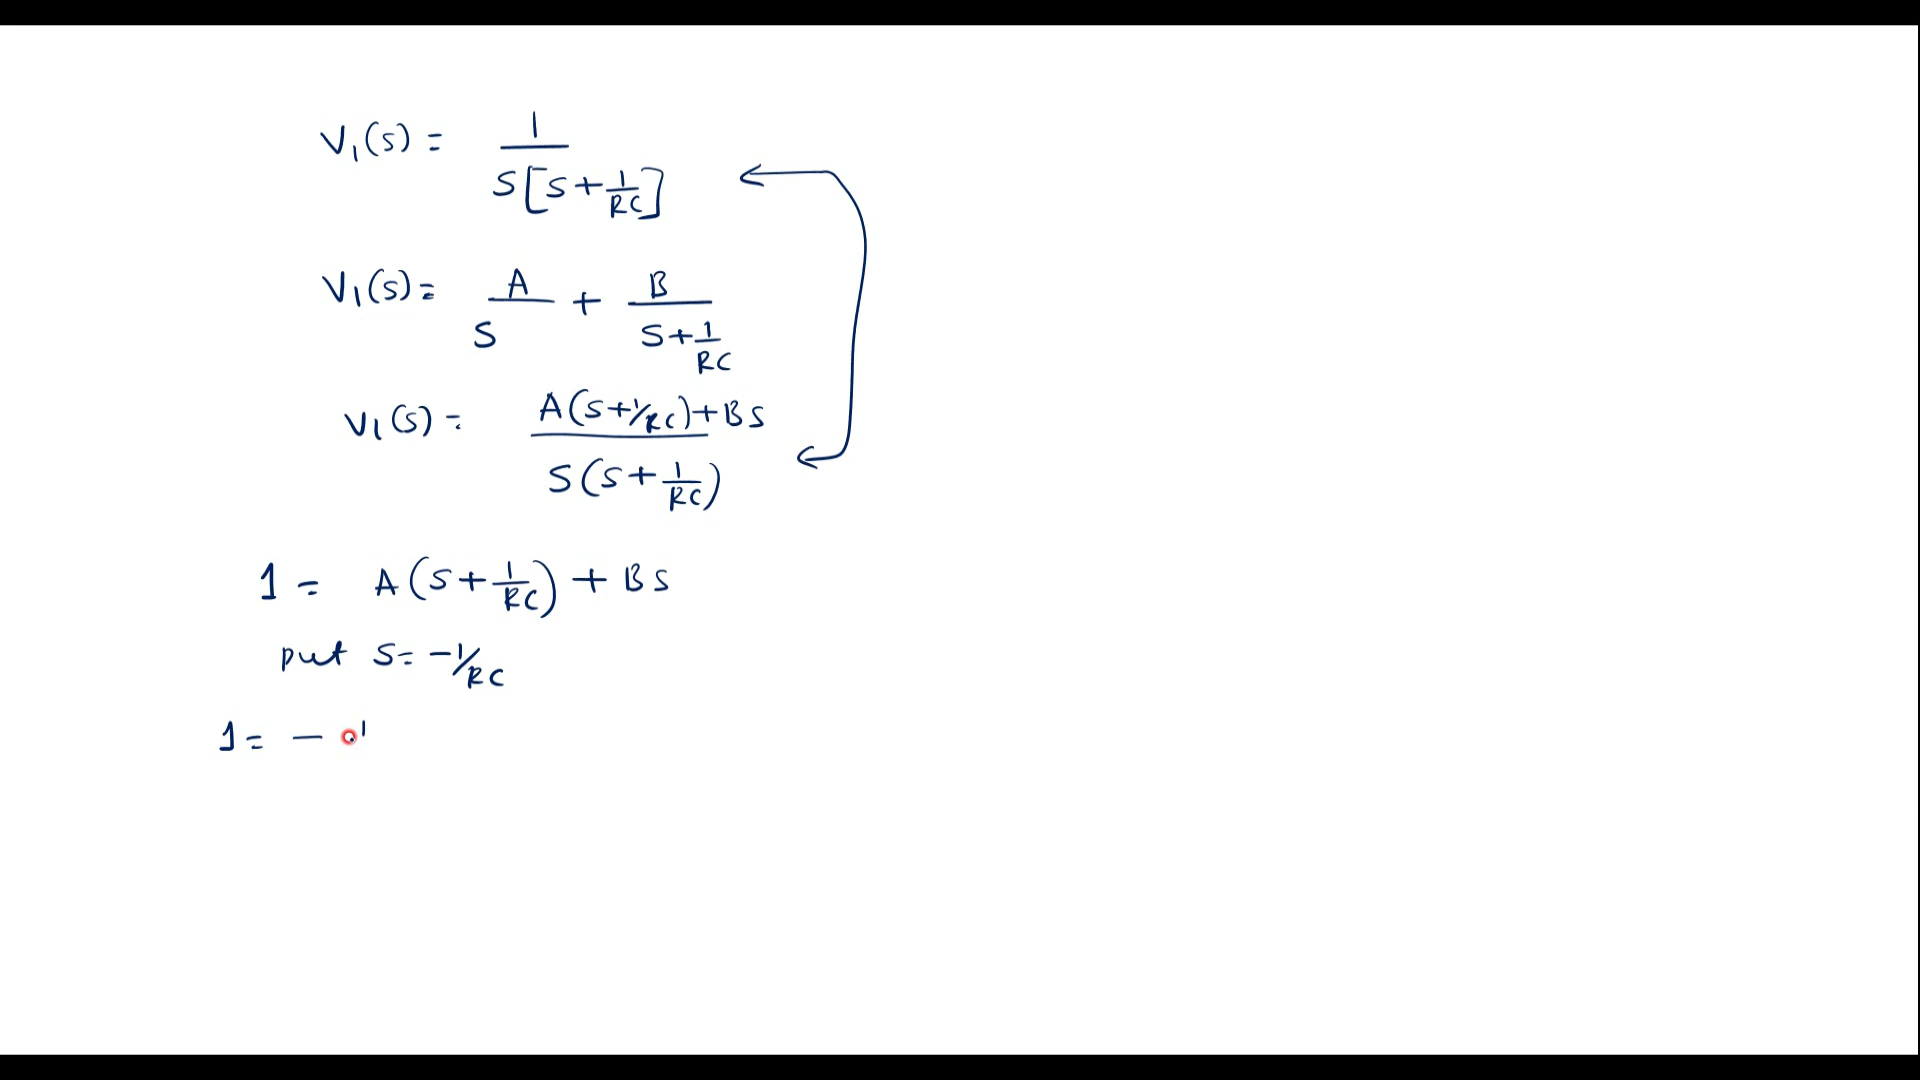 V₁(s) = 1 / S[S + 1/RC]
V₁(s) = A/S + B/(S + 1/RC)
V₁(s) = (A(S + 1/RC) + BS) / S(S + 1/RC)
1 = A(S + 1/RC) + BS
put S = -1/RC
1 = -